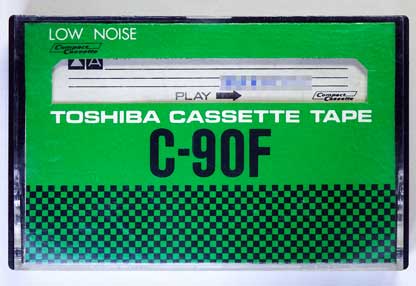 LOW NOISE
Compact Cassette
A
PLAY
Compact Cassette
TOSHIBA CASSETTE TAPE
C-90F